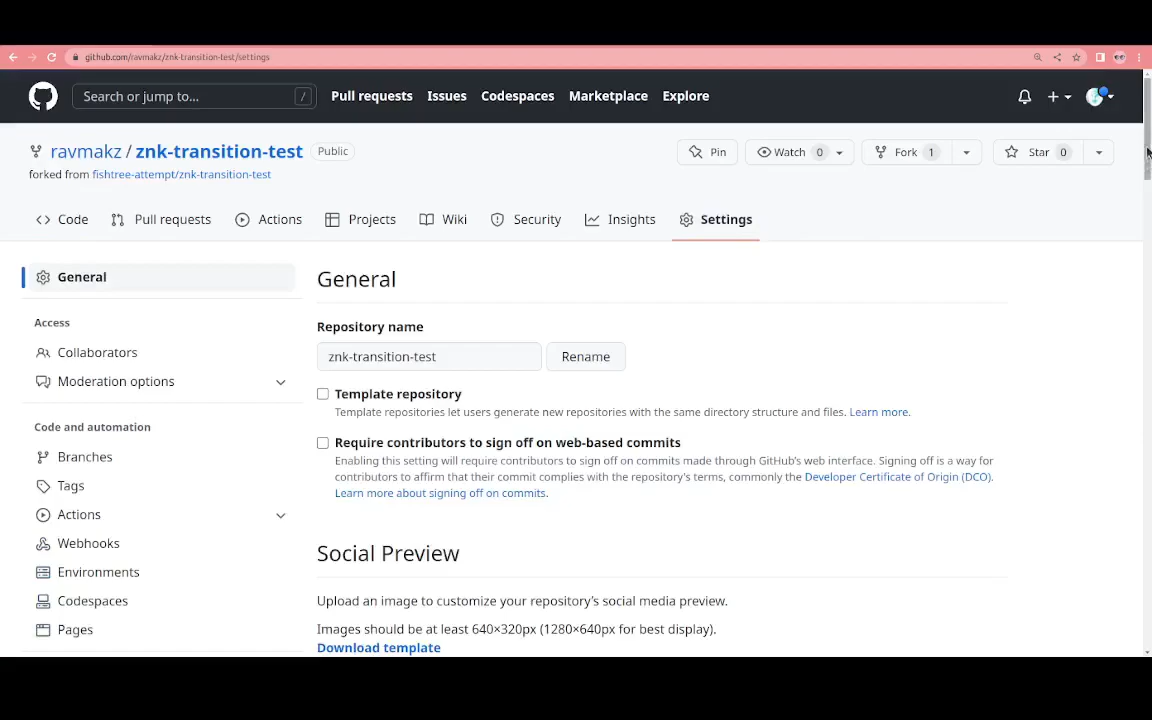 github.com/ravmakz/znk-transition-test/settings
Search or jump to... /
Pull requests Issues Codespaces Marketplace Explore
ravmakz / znk-transition-test Public
Pin Watch 0 Fork 1 Star 0
forked from fishtree-attempt/znk-transition-test
Code Pull requests Actions Projects Wiki Security Insights Settings
General
Access
Collaborators
Moderation options
Code and automation
Branches
Tags
Actions
Webhooks
Environments
Codespaces
Pages
General
Repository name
znk-transition-test Rename
Template repository
Template repositories let users generate new repositories with the same directory structure and files. Learn more.
Require contributors to sign off on web-based commits
Enabling this setting will require contributors to sign off on commits made through GitHub's web interface. Signing off is a way for
contributors to affirm that their commit complies with the repository's terms, commonly the Developer Certificate of Origin (DCO).
Learn more about signing off on commits.
Social Preview
Upload an image to customize your repository's social media preview.
Images should be at least 640×320px (1280×640px for best display).
Download template